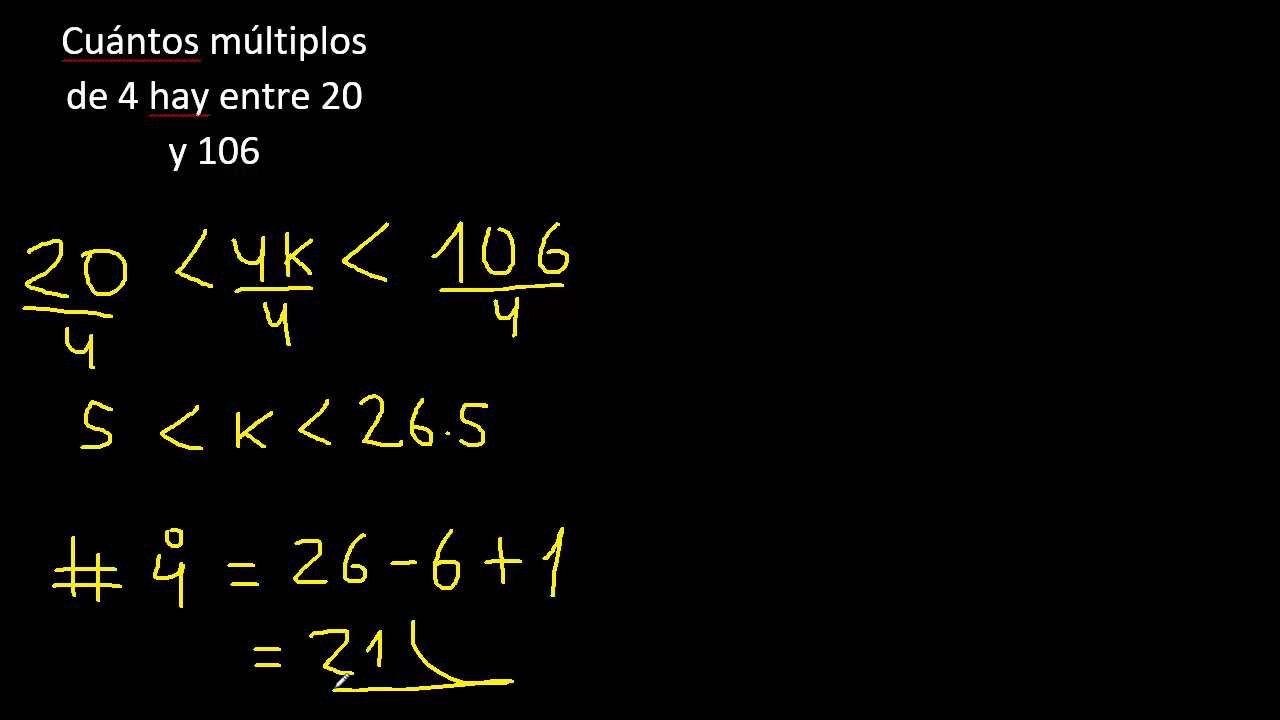 Cuántos múltiplos
de 4 hay entre 20
y 106
20/4 < 4k/4 < 106/4
5 < k < 26.5
# 4̊ = 26 - 6 + 1
= 21